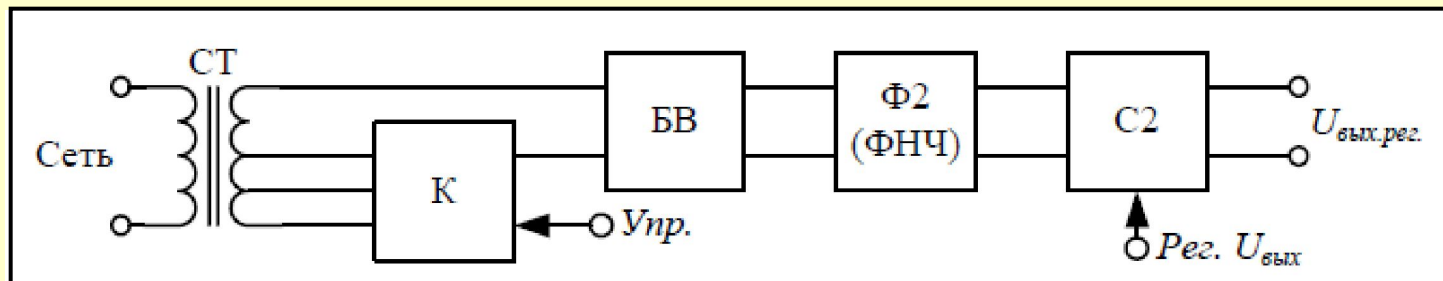 СТ
Сеть
К
Упр.
БВ
Ф2
(ФНЧ)
С2
Uвых.рег.
Рег. Uвых